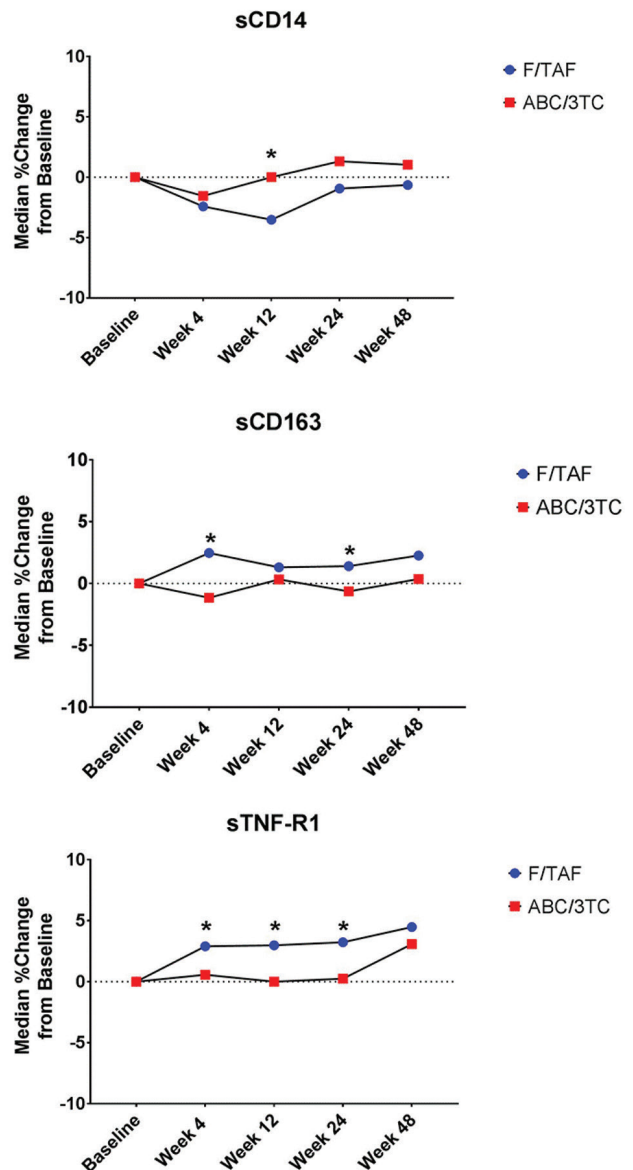 sCD14
10
5
0
-5
-10
Median %Change
from Baseline
*
F/TAF
ABC/3TC
Baseline
Week 4
Week 12
Week 24
Week 48
sCD163
10
5
0
-5
-10
Median %Change
from Baseline
*
*
F/TAF
ABC/3TC
Baseline
Week 4
Week 12
Week 24
Week 48
sTNF-R1
10
5
0
-5
-10
Median %Change
from Baseline
*
*
*
F/TAF
ABC/3TC
Baseline
Week 4
Week 12
Week 24
Week 48